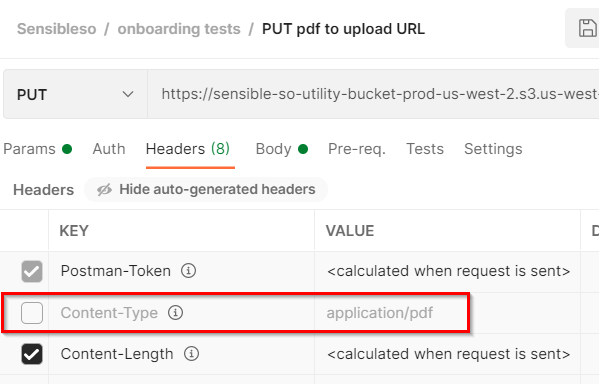 Sensibleso / onboarding tests / PUT pdf to upload URL
PUT https://sensible-so-utility-bucket-prod-us-west-2.s3.us-west-
Params Auth Headers (8) Body Pre-req. Tests Settings
Headers Hide auto-generated headers
KEY VALUE D
Postman-Token <calculated when request is sent>
Content-Type application/pdf
Content-Length <calculated when request is sent>